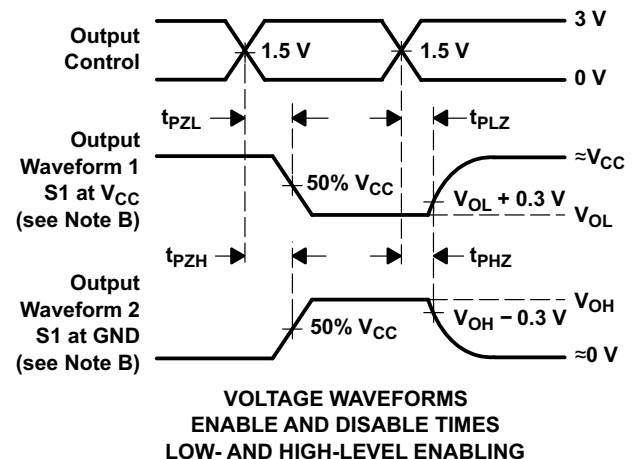 Output
Control
1.5 V
1.5 V
3 V
0 V
tPZL
tPLZ
Output
Waveform 1
S1 at VCC
(see Note B)
50% VCC
≈VCC
VOL + 0.3 V
VOL
tPZH
tPHZ
Output
Waveform 2
S1 at GND
(see Note B)
50% VCC
VOH
VOH − 0.3 V
≈0 V
VOLTAGE WAVEFORMS
ENABLE AND DISABLE TIMES
LOW- AND HIGH-LEVEL ENABLING